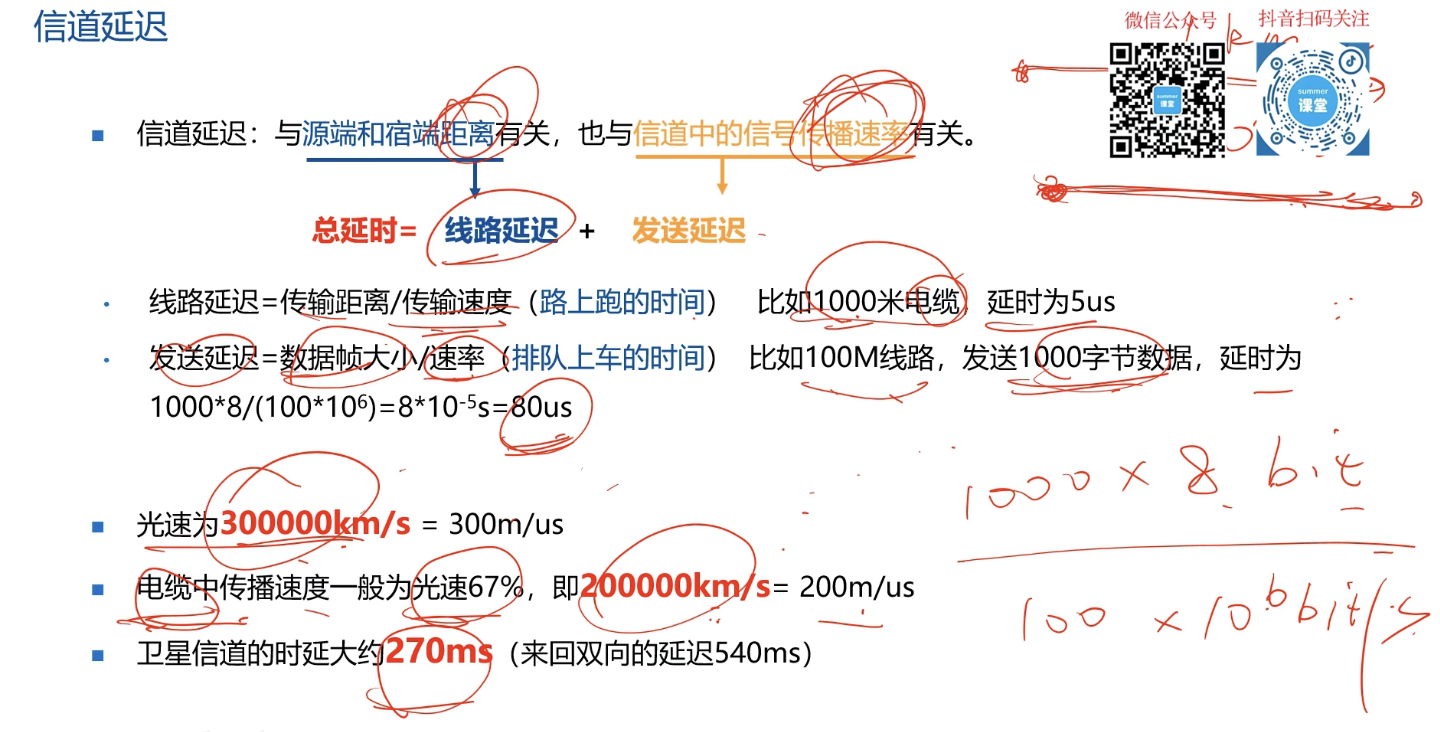 信道延迟
微信公众号 抖音扫码关注
km
summer
课堂
summer
课堂
信道延迟：与源端和宿端距离有关，也与信道中的信号传播速率有关。
总延时= 线路延迟 + 发送延迟
线路延迟=传输距离/传输速度（路上跑的时间） 比如1000米电缆，延时为5us
发送延迟=数据帧大小/速率（排队上车的时间） 比如100M线路，发送1000字节数据，延时为
1000*8/(100*10⁶)=8*10⁻⁵s=80us
1000 × 8 bit
100 × 10⁶ bit/s
光速为300000km/s = 300m/us
电缆中传播速度一般为光速67%，即200000km/s= 200m/us
卫星信道的时延大约270ms（来回双向的延迟540ms）